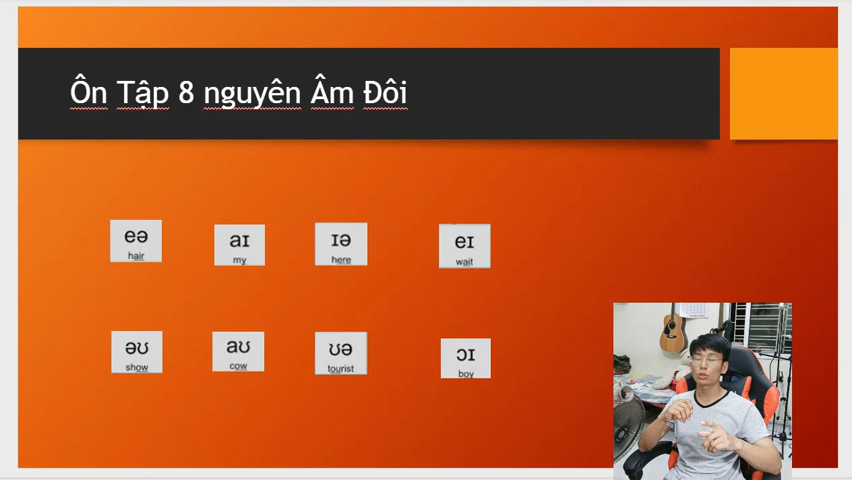 Ôn Tập 8 nguyên Âm Đôi
eə
hair
aɪ
my
ɪə
here
eɪ
wait
əʊ
show
aʊ
cow
ʊə
tourist
ɔɪ
boy